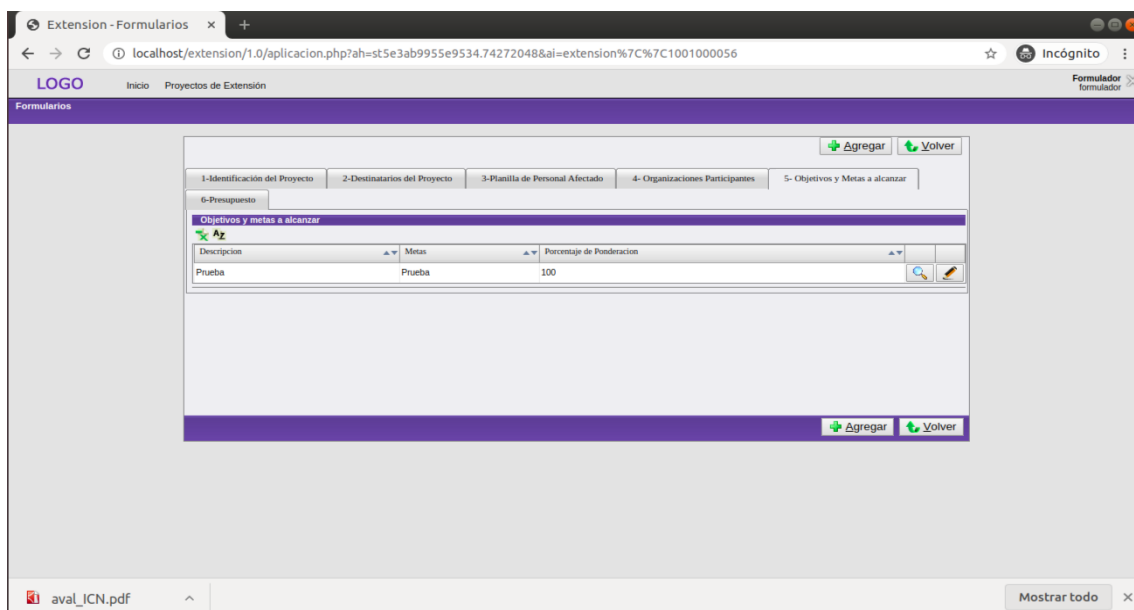 Extension - Formularios
localhost/extension/1.0/aplicacion.php?ah=st5e3ab9955e9534.74272048&ai=extension%7C%7C1001000056
Incógnito
LOGO Inicio Proyectos de Extensión Formulador
formulador
Formularios
Agregar Volver
1-Identificación del Proyecto 2-Destinatarios del Proyecto 3-Planilla de Personal Afectado 4- Organizaciones Participantes 5- Objetivos y Metas a alcanzar
6-Presupuesto
Objetivos y metas a alcanzar
AZ
Descripcion Metas Porcentaje de Ponderacion
Prueba Prueba 100
Agregar Volver
aval_ICN.pdf Mostrar todo